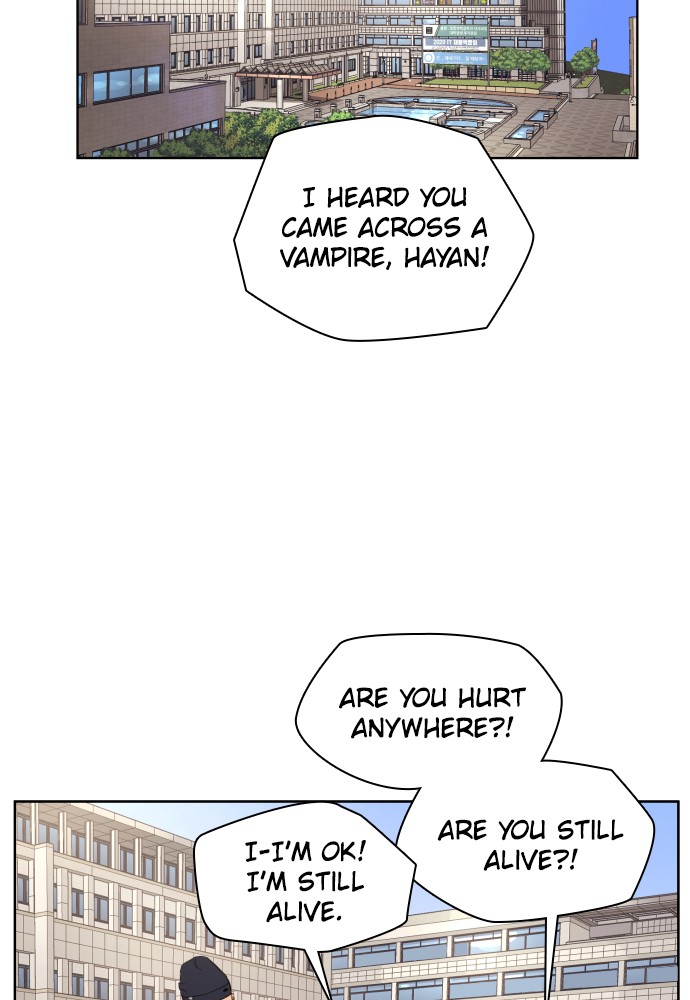 I HEARD YOU
CAME ACROSS A
VAMPIRE, HAYAN!
ARE YOU HURT
ANYWHERE?!
ARE YOU STILL
ALIVE?!
I-I'M OK!
I'M STILL
ALIVE.